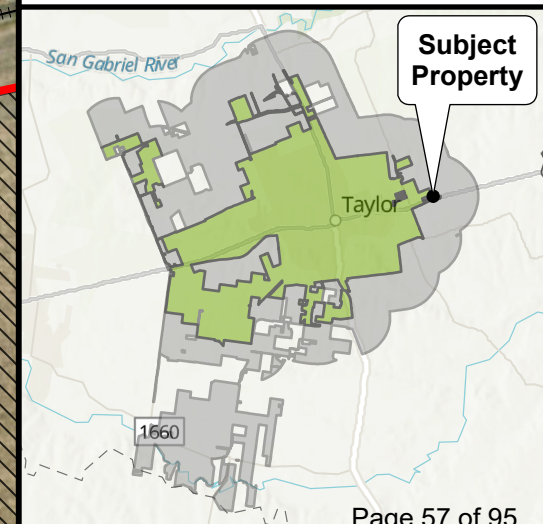 San Gabriel River
Subject
Property
Taylor
1660
Page 57 of 95